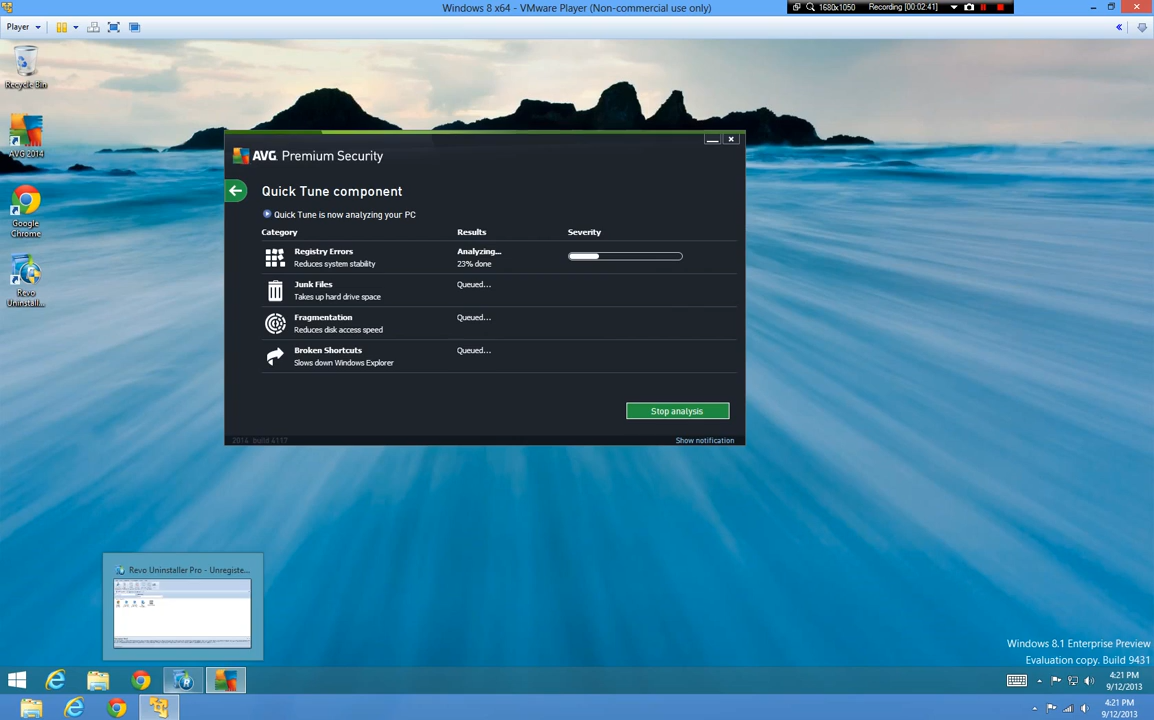 Windows 8 x64 - VMware Player (Non-commercial use only)
1680x1050
Recording [00:02:41]
Player
Recycle Bin
AVG 2014
Google
Chrome
Revo
Uninstall...
AVG. Premium Security
Quick Tune component
Quick Tune is now analyzing your PC
Category Results Severity
Registry Errors Analyzing...
Reduces system stability 23% done
Junk Files Queued...
Takes up hard drive space
Fragmentation Queued...
Reduces disk access speed
Broken Shortcuts Queued...
Slows down Windows Explorer
Stop analysis
2014 build 4117
Show notification
Revo Uninstaller Pro - Unregiste...
Windows 8.1 Enterprise Preview
Evaluation copy. Build 9431
4:21 PM
9/12/2013
4:21 PM
9/12/2013